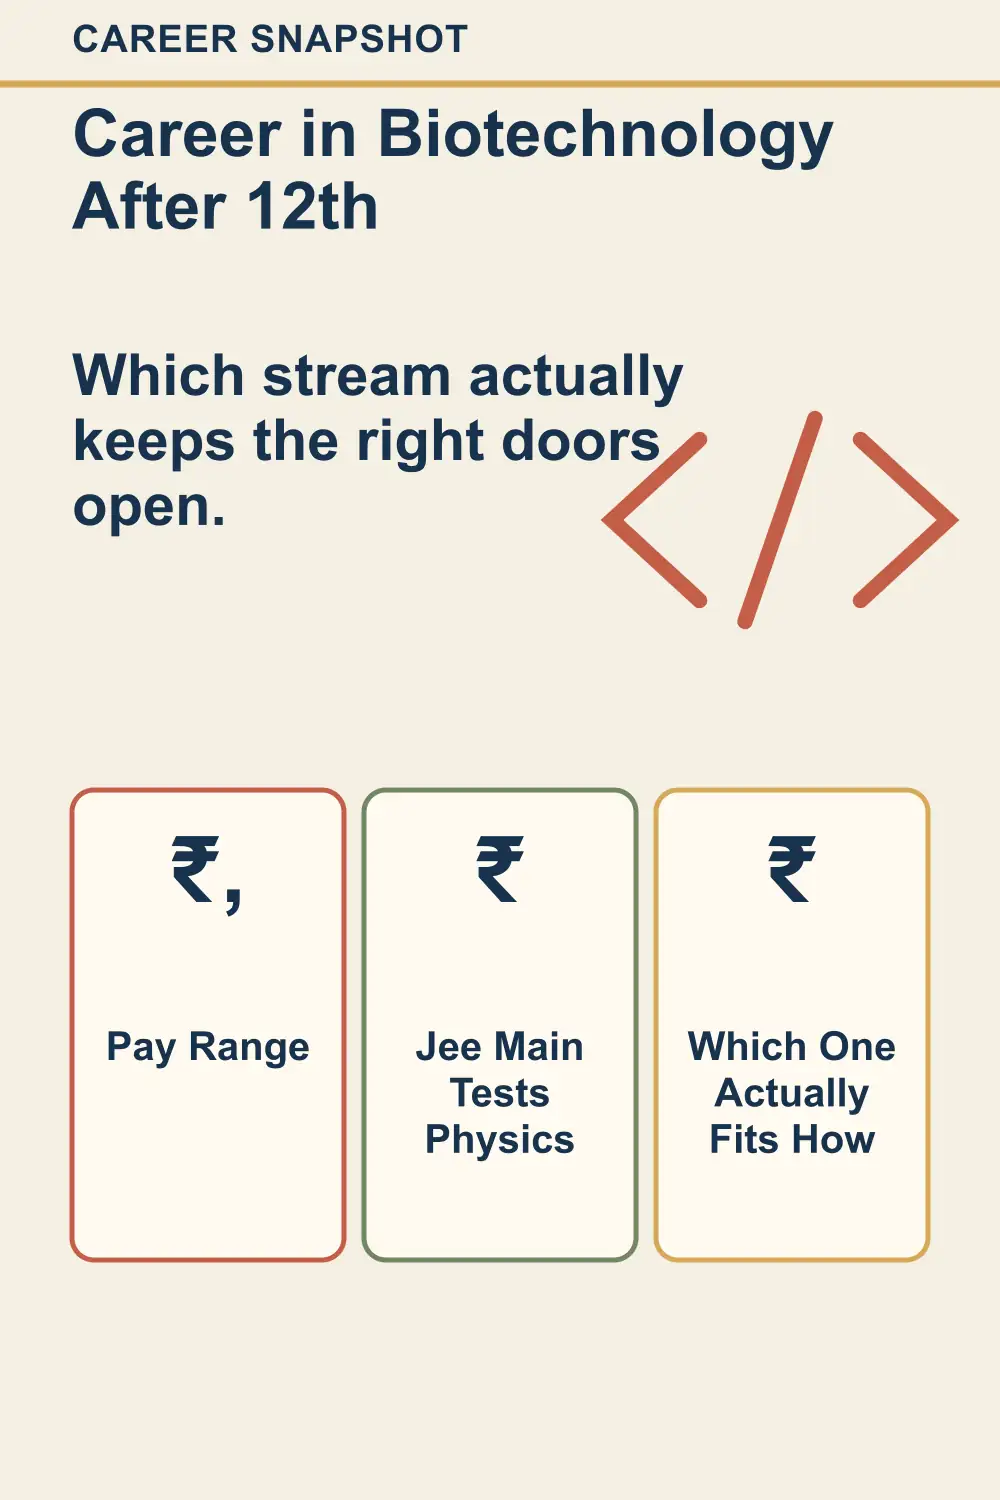 CAREER SNAPSHOT
Career in Biotechnology
After 12th
Which stream actually
keeps the right doors
open.
₹,
Pay Range
₹
Jee Main
Tests
Physics
₹
Which One
Actually
Fits How